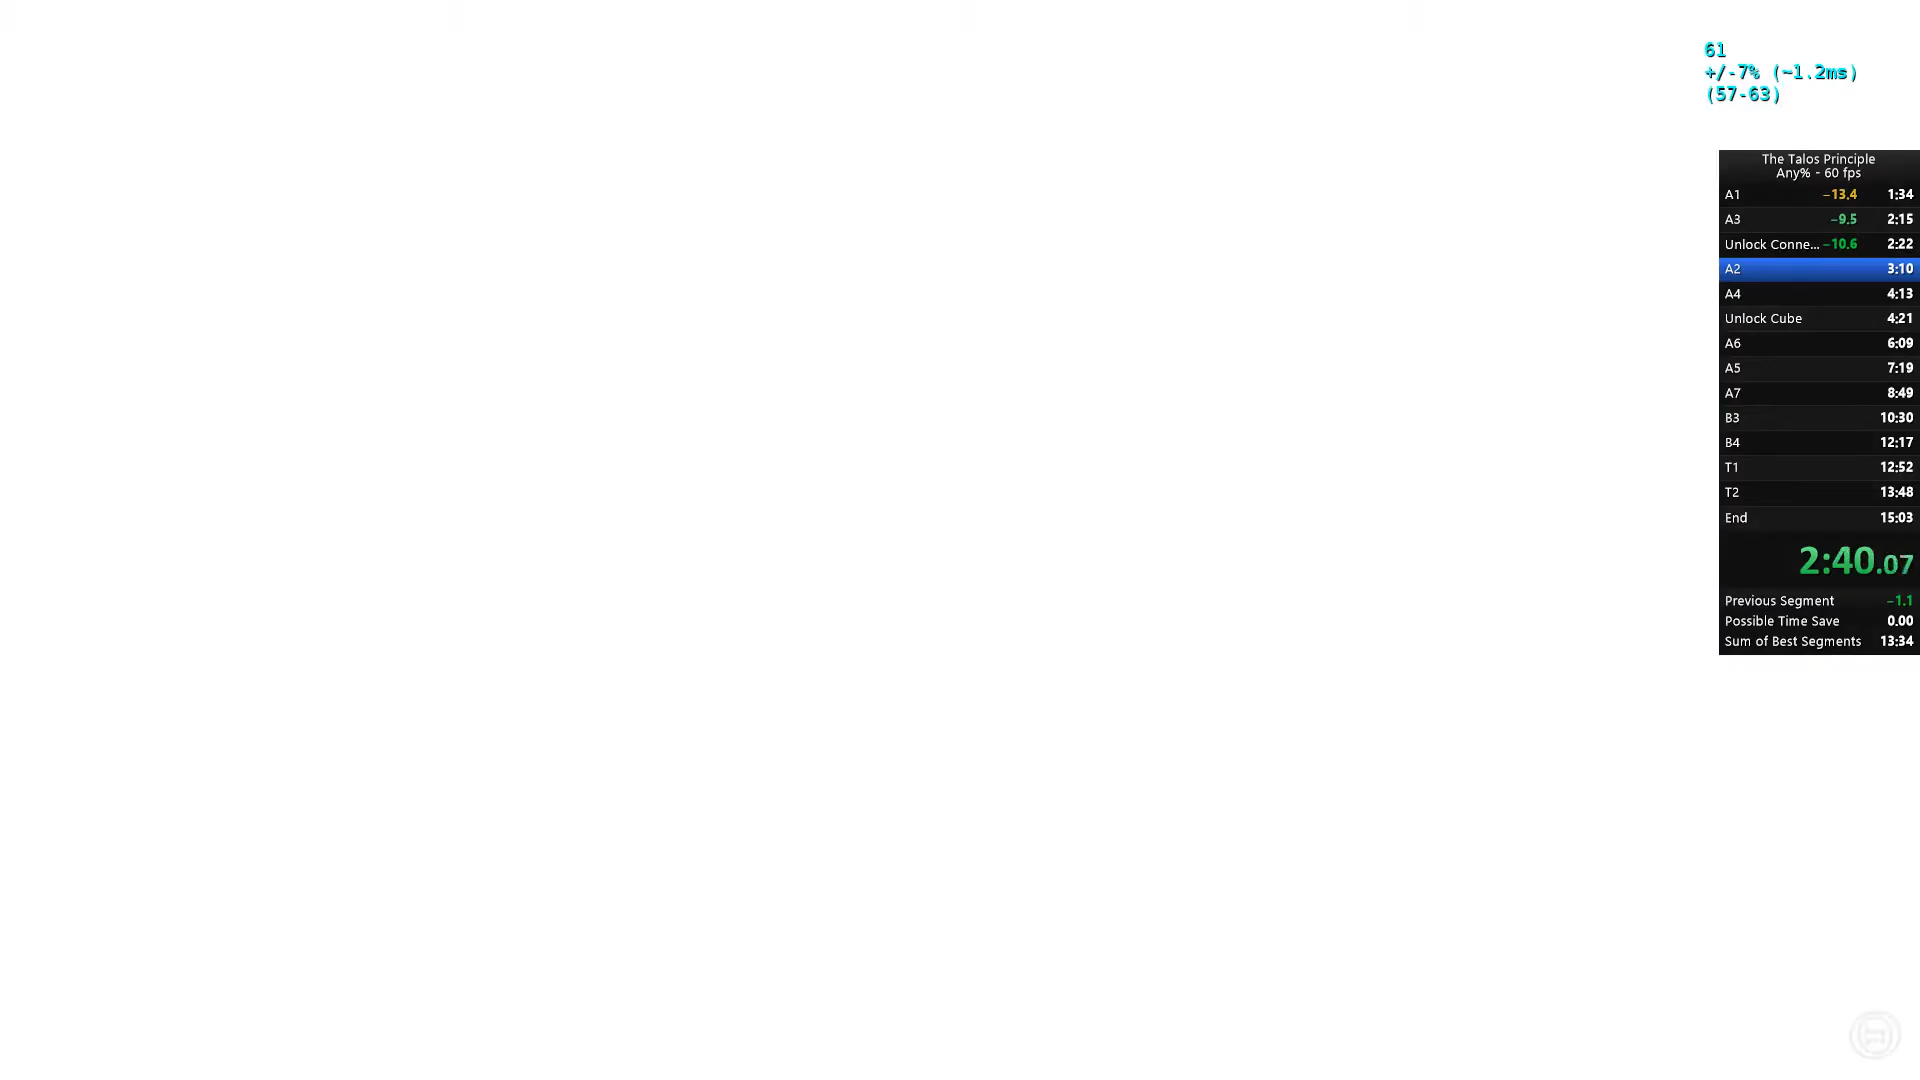 61
+/-7% (~1.2ms)
(57-63)
The Talos Principle
Any% - 60 fps
A1 −13.4 1:34
A3 −9.5 2:15
Unlock Conne... −10.6 2:22
A2 3:10
A4 4:13
Unlock Cube 4:21
A6 6:09
A5 7:19
A7 8:49
B3 10:30
B4 12:17
T1 12:52
T2 13:48
End 15:03
2:40.07
Previous Segment −1.1
Possible Time Save 0.00
Sum of Best Segments 13:34